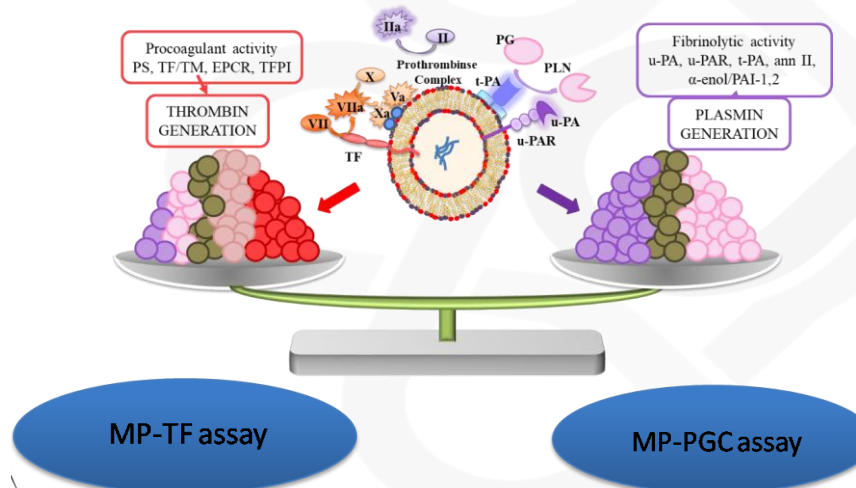 Procoagulant activity
PS, TF/TM, EPCR, TFPI
THROMBIN
GENERATION
IIa
II
X
Prothrombinse
Complex
Va
VIIa
Xa
VII
TF
PG
PLN
t-PA
u-PA
u-PAR
Fibrinolytic activity
u-PA, u-PAR, t-PA, ann II,
α-enol/PAI-1,2
PLASMIN
GENERATION
MP-TF assay
MP-PGC assay